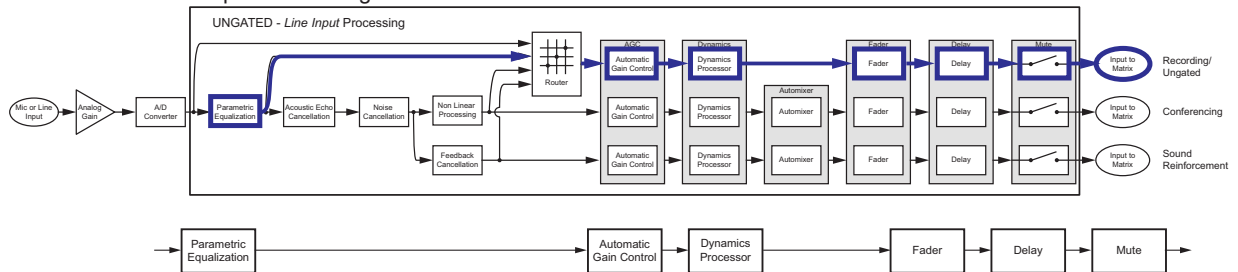 UNGATED - Line Input Processing
AGC
Dynamics
Fader
Delay
Mute
Router
Automatic
Gain Control
Dynamics
Processor
Fader
Delay
Input to
Matrix
Recording/
Ungated
Automixer
Mic or Line
Input
Analog
Gain
A/D
Converter
Parametric
Equalization
Acoustic Echo
Cancellation
Noise
Cancellation
Non Linear
Processing
Automatic
Gain Control
Dynamics
Processor
Automixer
Fader
Delay
Input to
Matrix
Conferencing
Feedback
Cancellation
Automatic
Gain Control
Dynamics
Processor
Automixer
Fader
Delay
Input to
Matrix
Sound
Reinforcement
Parametric
Equalization
Automatic
Gain Control
Dynamics
Processor
Fader
Delay
Mute